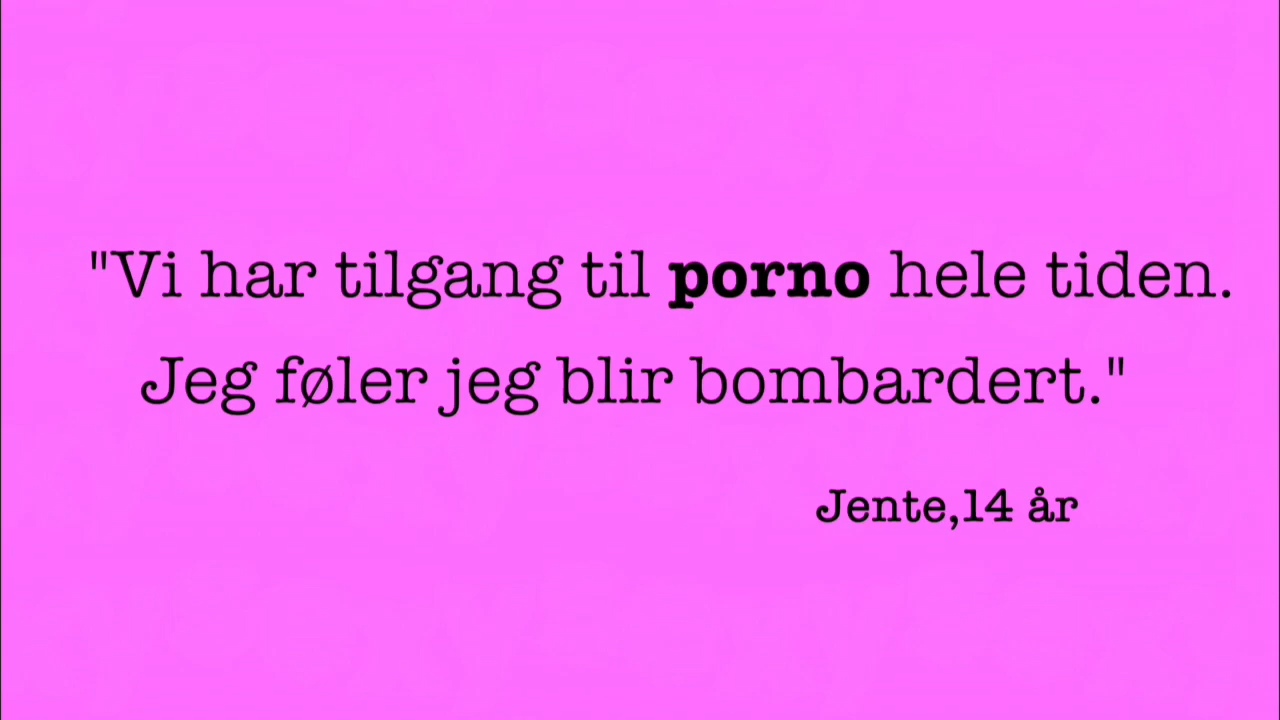 "Vi har tilgang til porno hele tiden.
Jeg føler jeg blir bombardert."
Jente,14 år